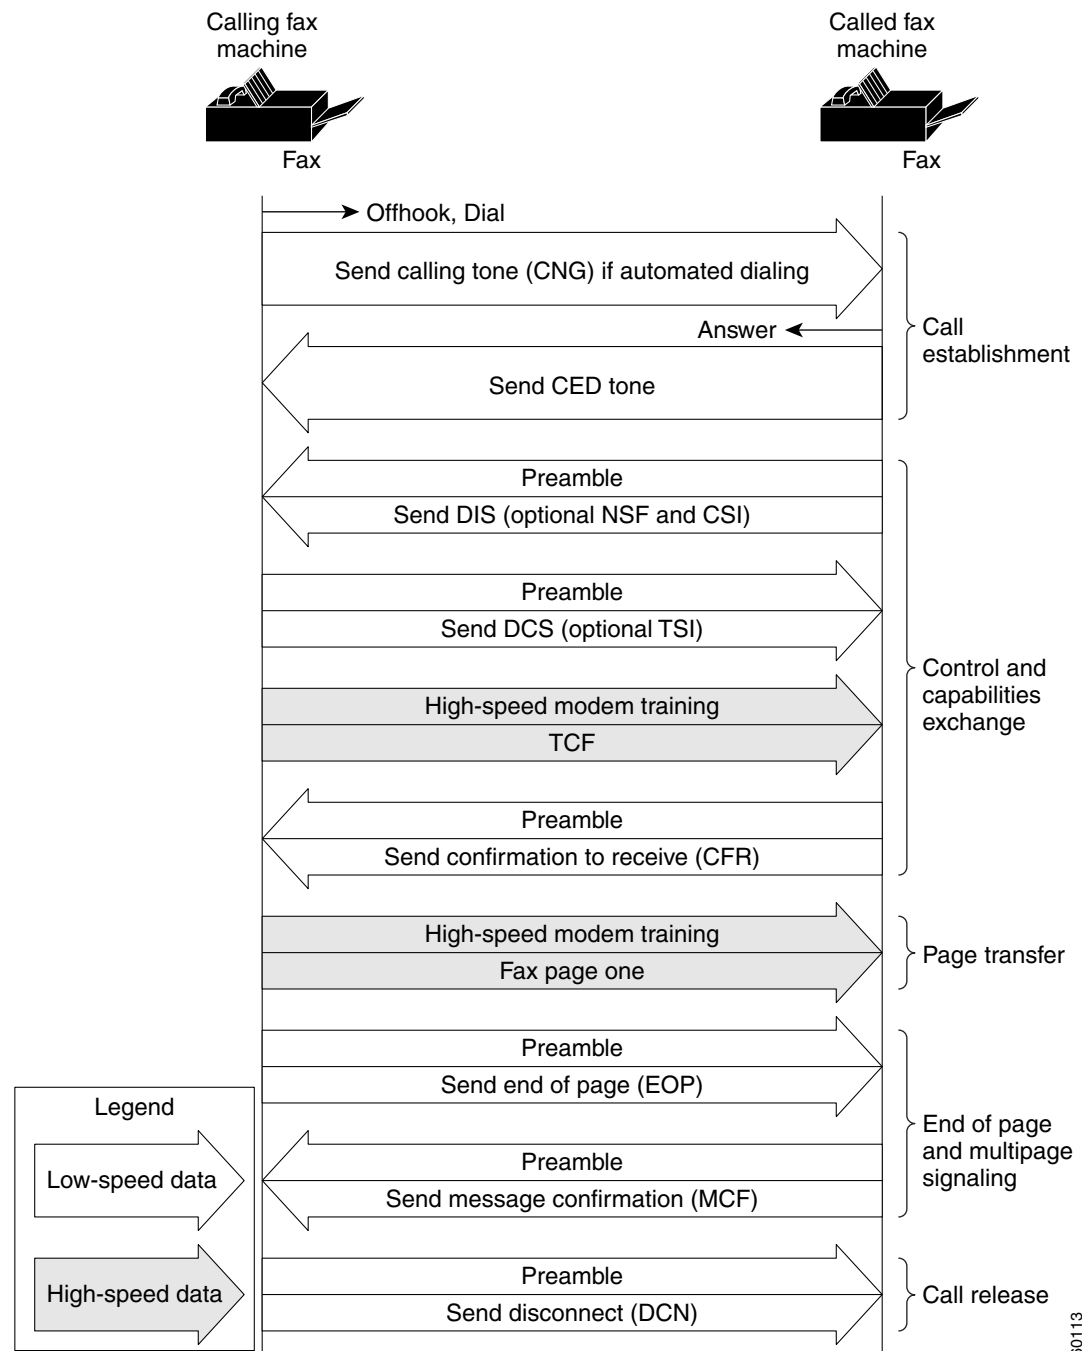 Calling fax
machine
Called fax
machine
Fax
Fax
Offhook, Dial
Send calling tone (CNG) if automated dialing
Answer
Call
establishment
Send CED tone
Preamble
Send DIS (optional NSF and CSI)
Preamble
Send DCS (optional TSI)
Control and
capabilities
exchange
High-speed modem training
TCF
Preamble
Send confirmation to receive (CFR)
High-speed modem training
Fax page one
Page transfer
Preamble
Send end of page (EOP)
End of page
and multipage
signaling
Preamble
Send message confirmation (MCF)
Preamble
Send disconnect (DCN)
Call release
Legend
Low-speed data
High-speed data